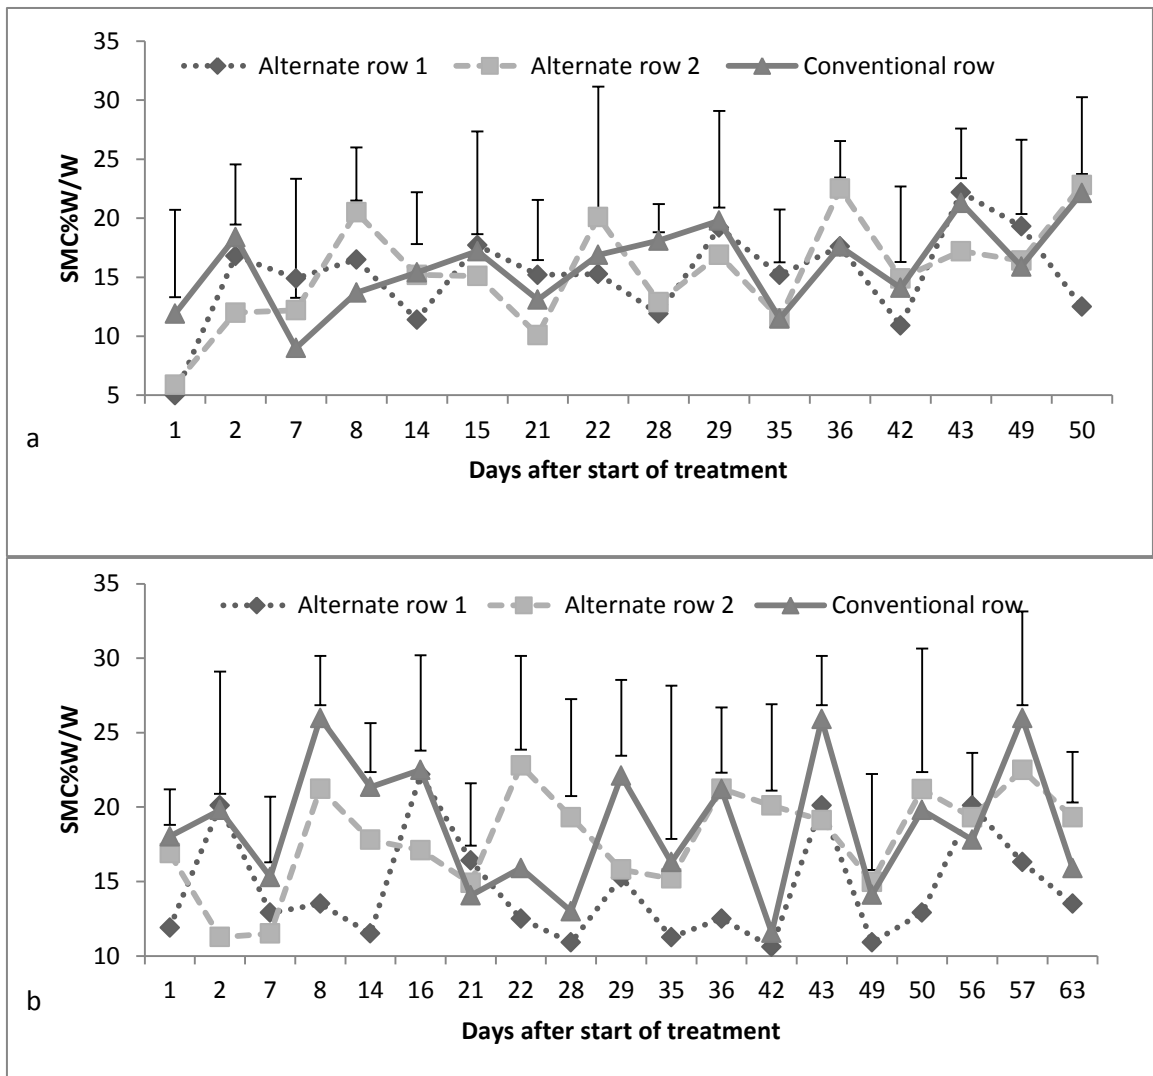 35
30
25
20
15
10
5
SMC%W/W
Alternate row 1 Alternate row 2 Conventional row
1 2 7 8 14 15 21 22 28 29 35 36 42 43 49 50
Days after start of treatment
a
35
30
25
20
15
10
SMC%W/W
Alternate row 1 Alternate row 2 Conventional row
1 2 7 8 14 16 21 22 28 29 35 36 42 43 49 50 56 57 63
Days after start of treatment
b